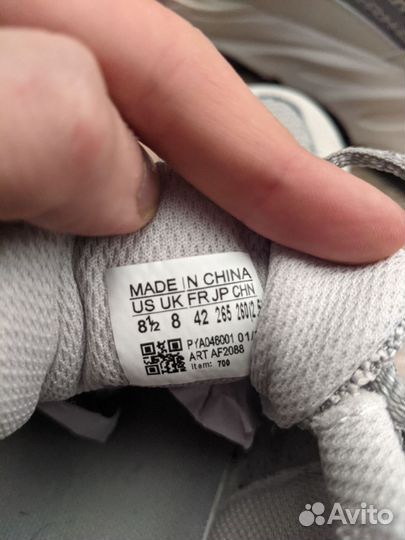 MADE IN CHINA
US UK FR JP CHN
8½ 8 42 265 260/2.5
PYA046001 01/
ART AF2088
item: 700
Avito